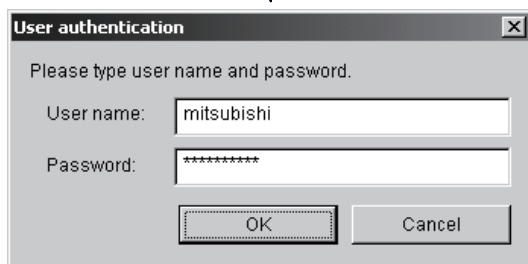 User authentication
Please type user name and password.
User name: mitsubishi
Password: **********
OK Cancel